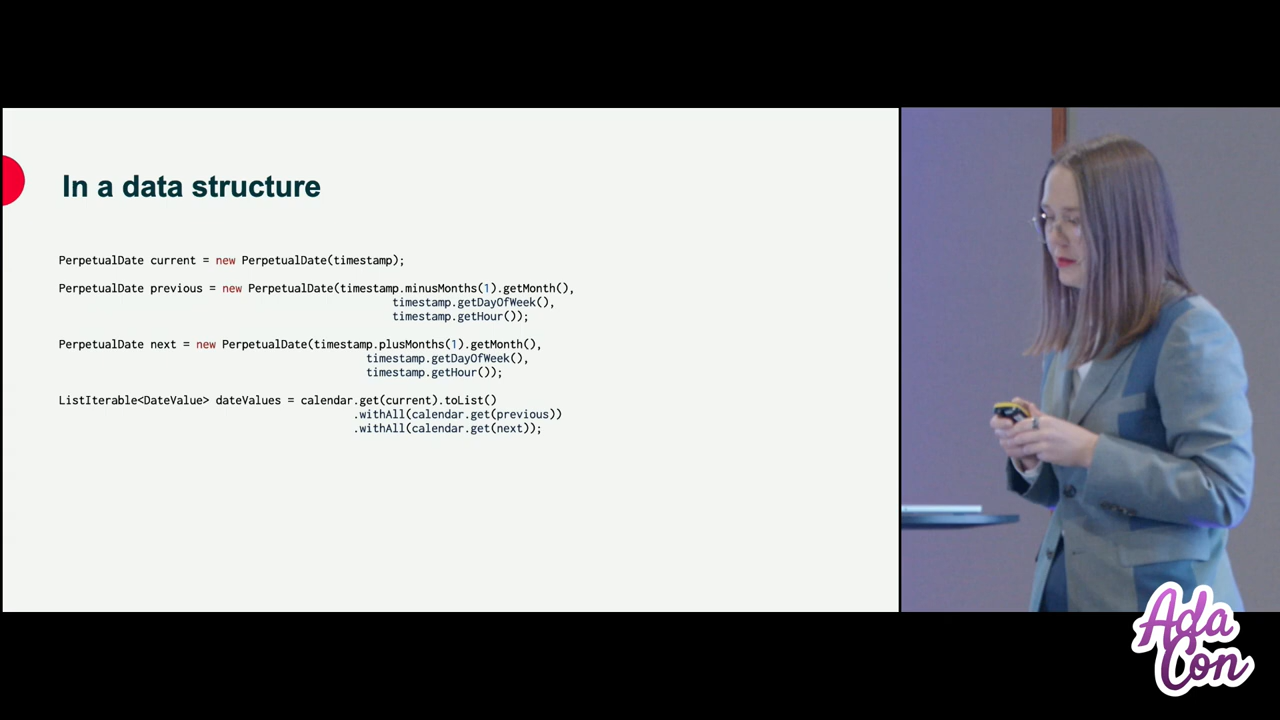 In a data structure
PerpetualDate current = new PerpetualDate(timestamp);
PerpetualDate previous = new PerpetualDate(timestamp.minusMonths(1).getMonth(),
timestamp.getDayOfWeek(),
timestamp.getHour());
PerpetualDate next = new PerpetualDate(timestamp.plusMonths(1).getMonth(),
timestamp.getDayOfWeek(),
timestamp.getHour());
ListIterable<DateValue> dateValues = calendar.get(current).toList()
.withAll(calendar.get(previous))
.withAll(calendar.get(next));
Ada
Con